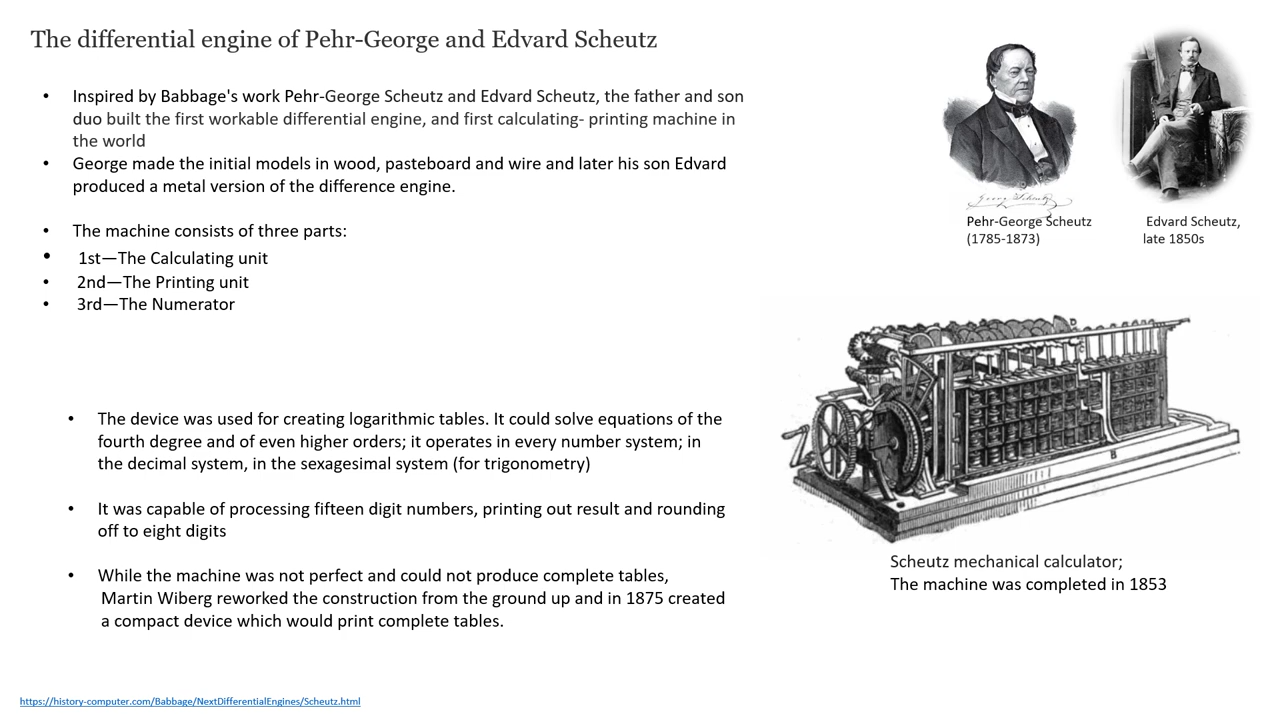 The differential engine of Pehr-George and Edvard Scheutz
• Inspired by Babbage's work Pehr-George Scheutz and Edvard Scheutz, the father and son
duo built the first workable differential engine, and first calculating- printing machine in
the world
• George made the initial models in wood, pasteboard and wire and later his son Edvard
produced a metal version of the difference engine.
• The machine consists of three parts:
• 1st—The Calculating unit
• 2nd—The Printing unit
• 3rd—The Numerator
• The device was used for creating logarithmic tables. It could solve equations of the
fourth degree and of even higher orders; it operates in every number system; in
the decimal system, in the sexagesimal system (for trigonometry)
• It was capable of processing fifteen digit numbers, printing out result and rounding
off to eight digits
• While the machine was not perfect and could not produce complete tables,
Martin Wiberg reworked the construction from the ground up and in 1875 created
a compact device which would print complete tables.
Georg Scheutz
Pehr-George Scheutz
(1785-1873)
Edvard Scheutz,
late 1850s
B
Scheutz mechanical calculator;
The machine was completed in 1853
https://history-computer.com/Babbage/NextDifferentialEngines/Scheutz.html